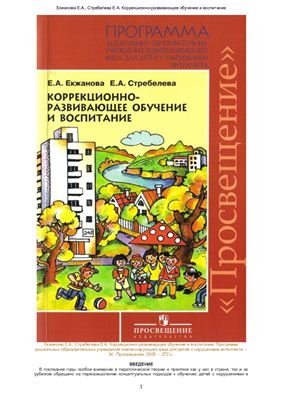 Екжанова Е.А., Стребелева Е.А. Коррекционно-развивающее обучение и воспитание
ПРОГРАММА
ДОШКОЛЬНЫХ ОБРАЗОВАТЕЛЬНЫХ
УЧРЕЖДЕНИЙ КОМПЕНСИРУЮЩЕГО
ВИДА ДЛЯ ДЕТЕЙ С НАРУШЕНИЕМ
ИНТЕЛЛЕКТА
Е.А. ЕКЖАНОВА Е.А. СТРЕБЕЛЕВА
КОРРЕКЦИОННО-
РАЗВИВАЮЩЕЕ ОБУЧЕНИЕ
И ВОСПИТАНИЕ
«Просвещение»
ПРОСВЕЩЕНИЕ
ИЗДАТЕЛЬСТВО
Екжанова Е.А., Стребелева Е.А. Коррекционно-развивающее обучение и воспитание. Программа
дошкольных образовательных учреждений компенсирующего вида для детей с нарушением интеллекта. –
М.: Просвещение, 2005. – 272 с.
ВВЕДЕНИЕ
В последние годы особое внимание в педагогической теории и практике как у нас в стране, так и за
рубежом обращено на переосмысление концептуальных подходов к обучению детей с нарушениями в
1